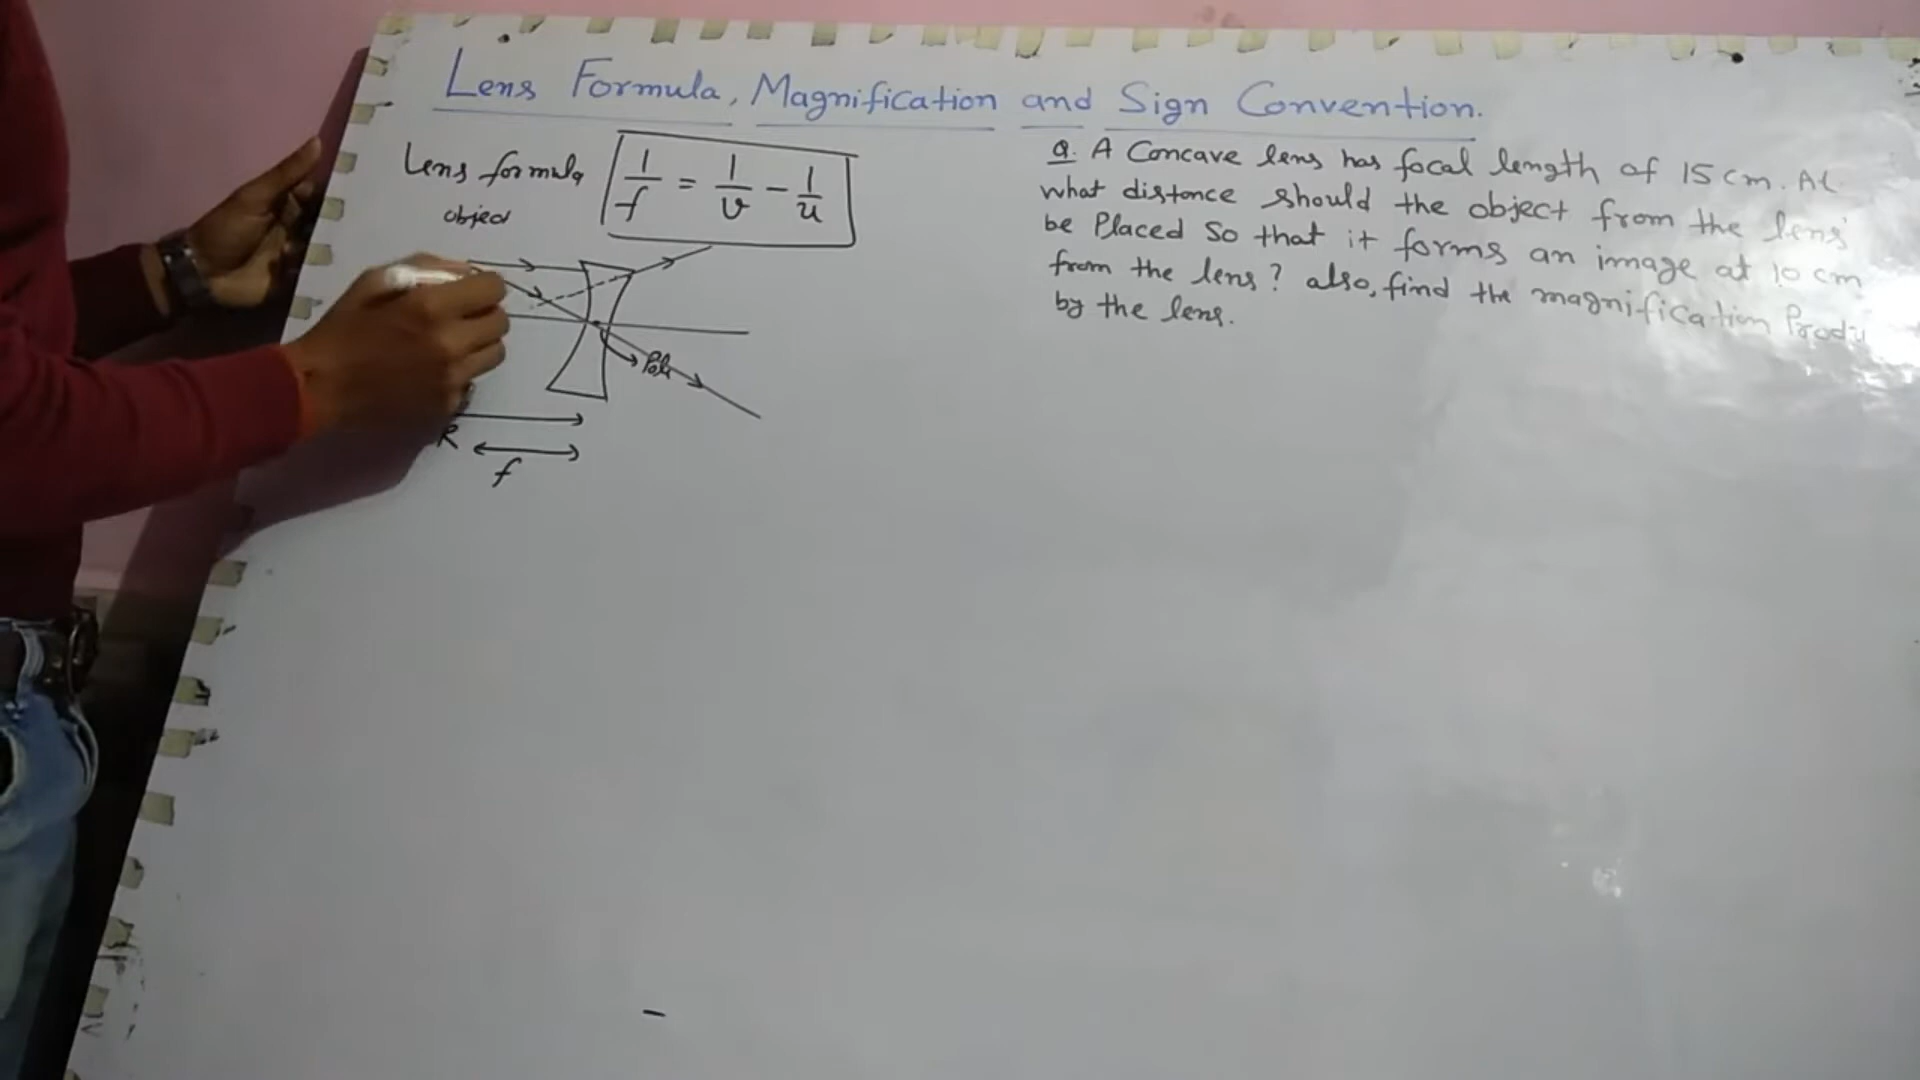 Lens Formula, Magnification and Sign Convention.
Lens formula 1/f = 1/v - 1/u
object
Pole
R
f
Q. A Concave lens has focal length of 15 cm. At
what distance should the object from the lens
be Placed so that it forms an image at 10 cm
from the lens? also, find the magnification Produ
by the lens.